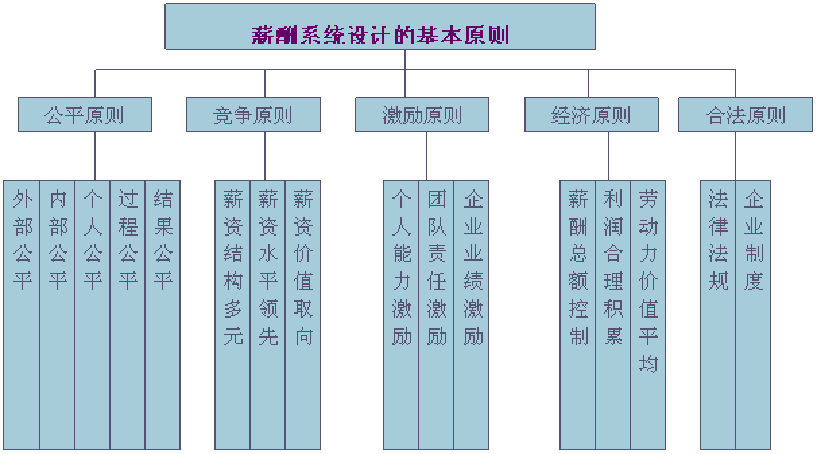 薪酬系统设计的基本原则
公平原则
竞争原则
激励原则
经济原则
合法原则
外部公平
内部公平
个人公平
过程公平
结果公平
薪资结构多元
薪资水平领先
薪资价值取向
个人能力激励
团队责任激励
企业业绩激励
薪酬总额控制
利润合理积累
劳动力价值平均
法律法规
企业制度